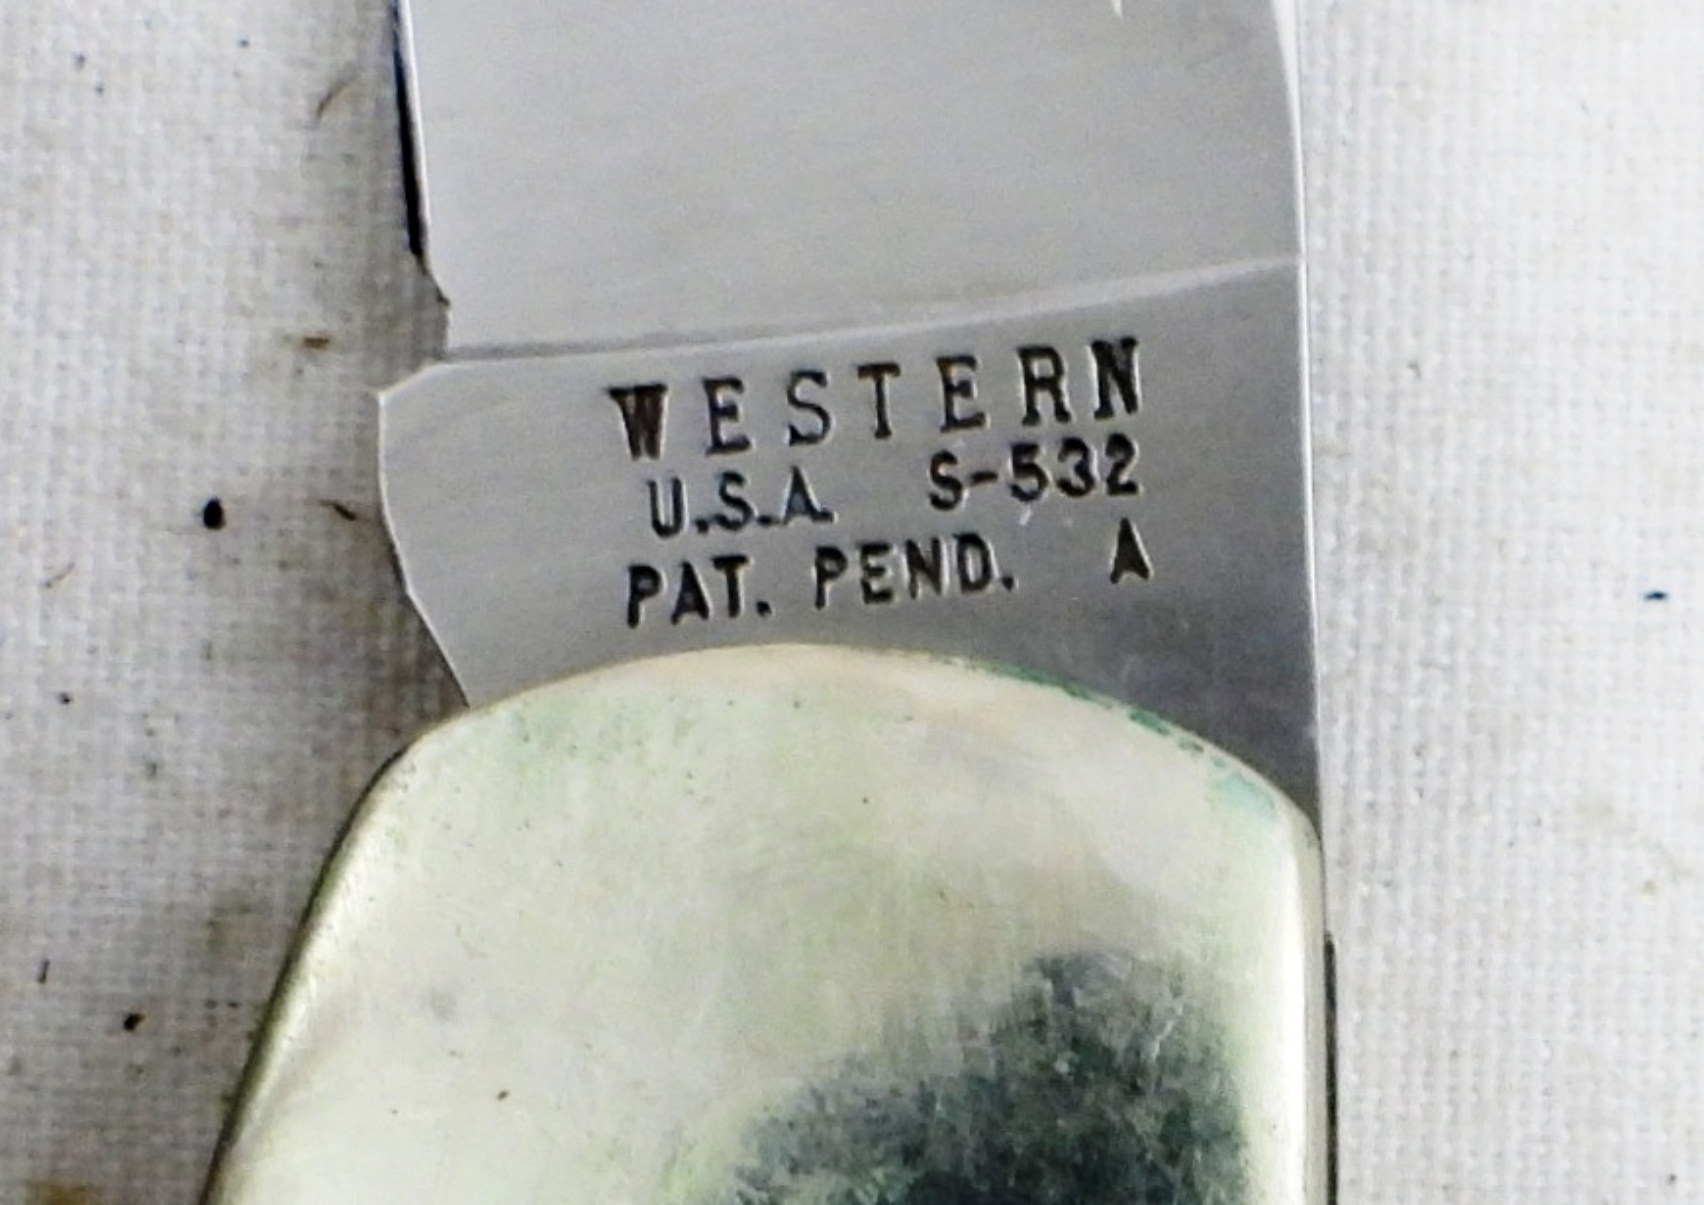 WESTERN
U.S.A. S-532
PAT. PEND. A